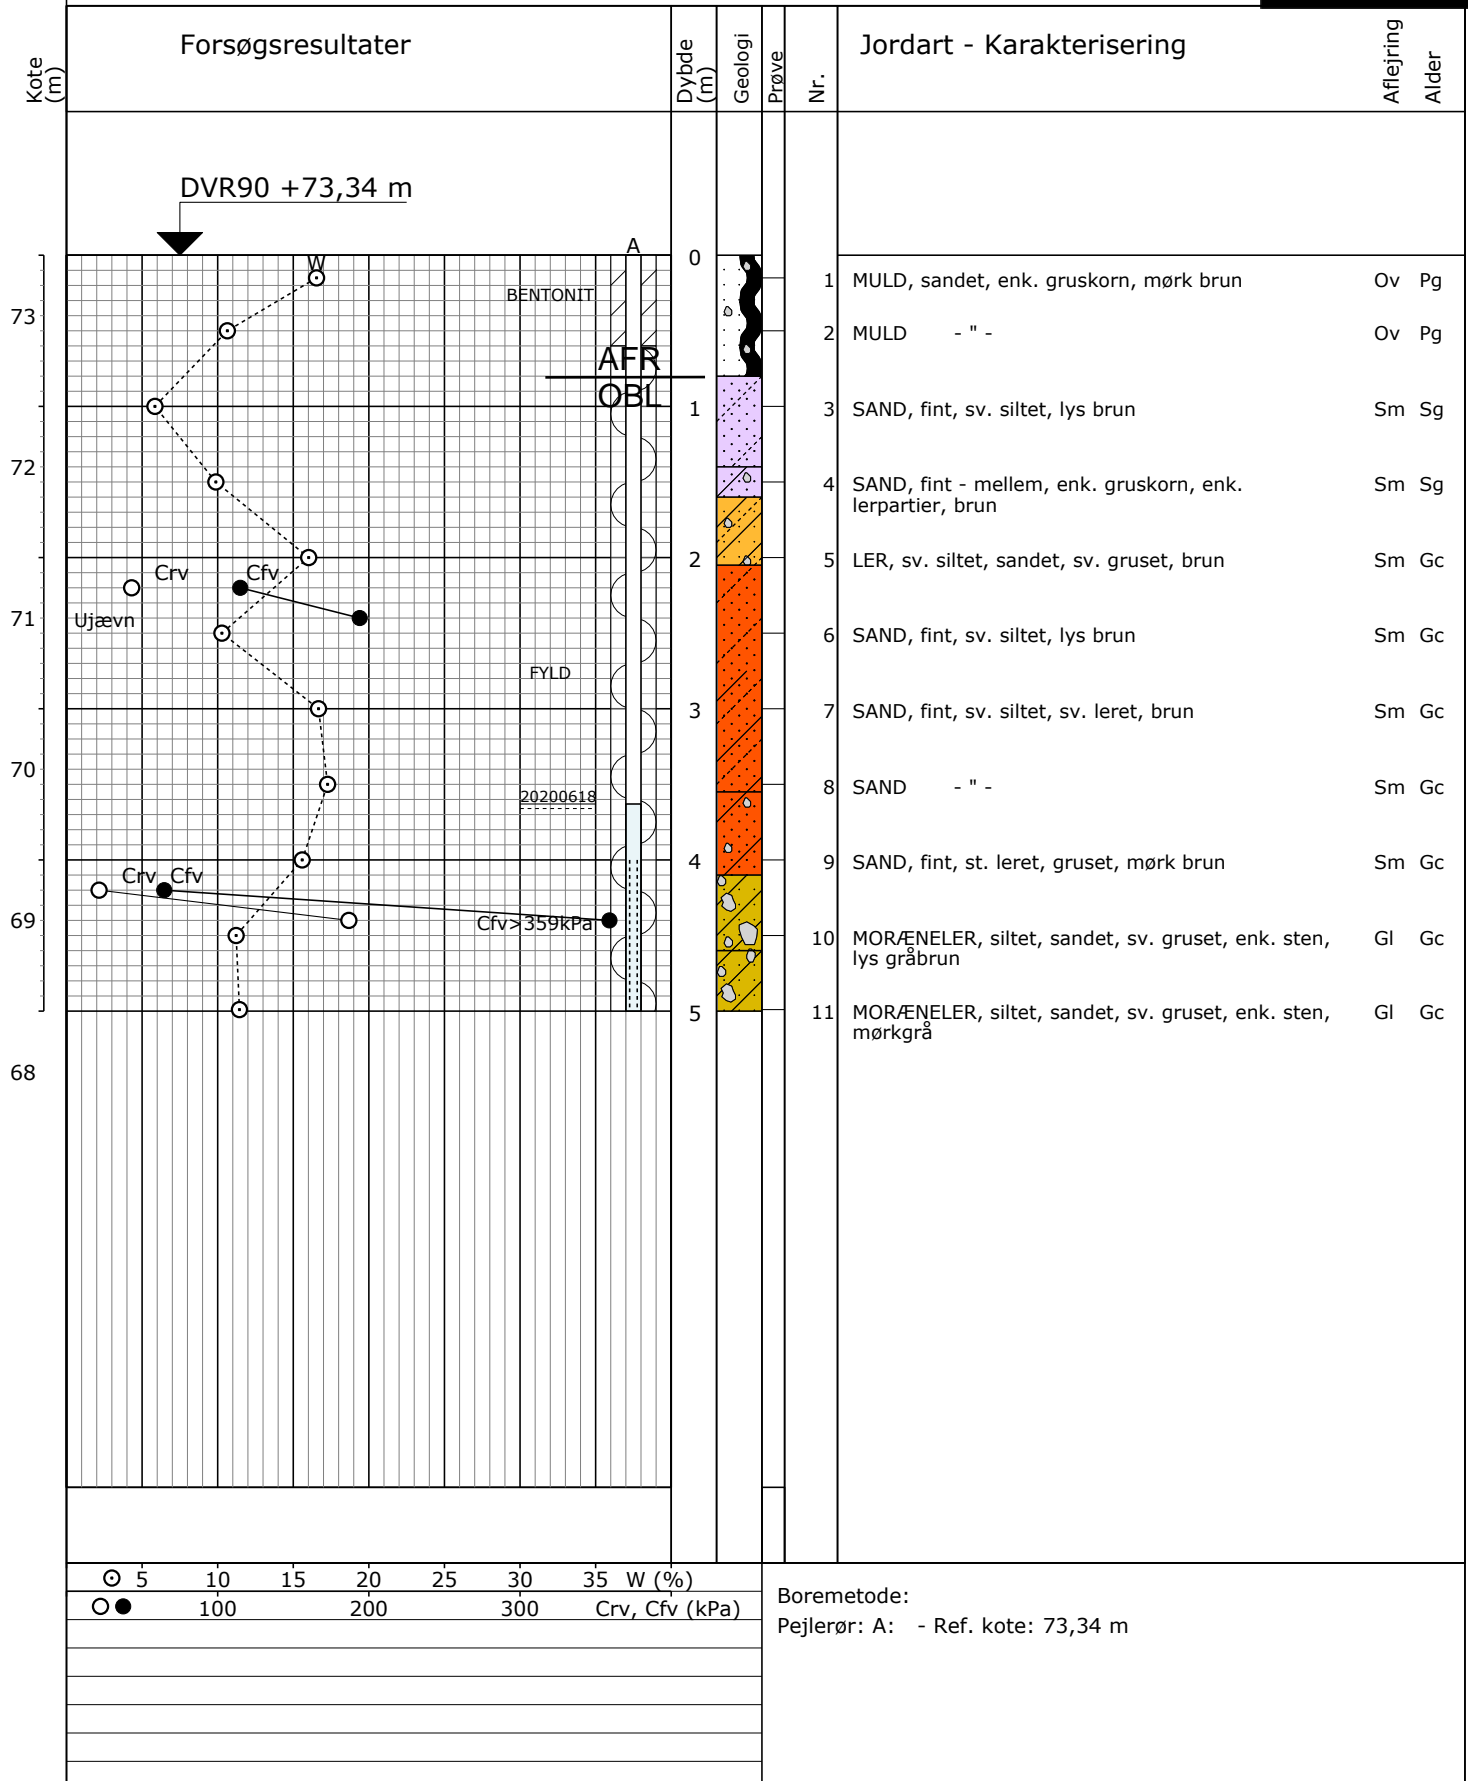 Kote (m)
Forsøgsresultater
Dybde (m)
Geologi
Prøve
Nr.
Jordart - Karakterisering
Aflejring
Alder
DVR90 +73,34 m
A
0
W
1 MULD, sandet, enk. gruskorn, mørk brun Ov Pg
BENTONIT
73
2 MULD - " - Ov Pg
AFR
OBL
1
3 SAND, fint, sv. siltet, lys brun Sm Sg
72
4 SAND, fint - mellem, enk. gruskorn, enk. Sm Sg
lerpartier, brun
2
5 LER, sv. siltet, sandet, sv. gruset, brun Sm Gc
Crv Cfv
71
Ujævn
6 SAND, fint, sv. siltet, lys brun Sm Gc
FYLD
3
7 SAND, fint, sv. siltet, sv. leret, brun Sm Gc
70
8 SAND - " - Sm Gc
20200618
4
9 SAND, fint, st. leret, gruset, mørk brun Sm Gc
Crv Cfv
69
Cfv>359kPa
10 MORÆNELER, siltet, sandet, sv. gruset, enk. sten, Gl Gc
lys gråbrun
5
11 MORÆNELER, siltet, sandet, sv. gruset, enk. sten, Gl Gc
mørkgrå
68
5 10 15 20 25 30 35 W (%)
100 200 300 Crv, Cfv (kPa)
Boremetode:
Pejlerør: A: - Ref. kote: 73,34 m